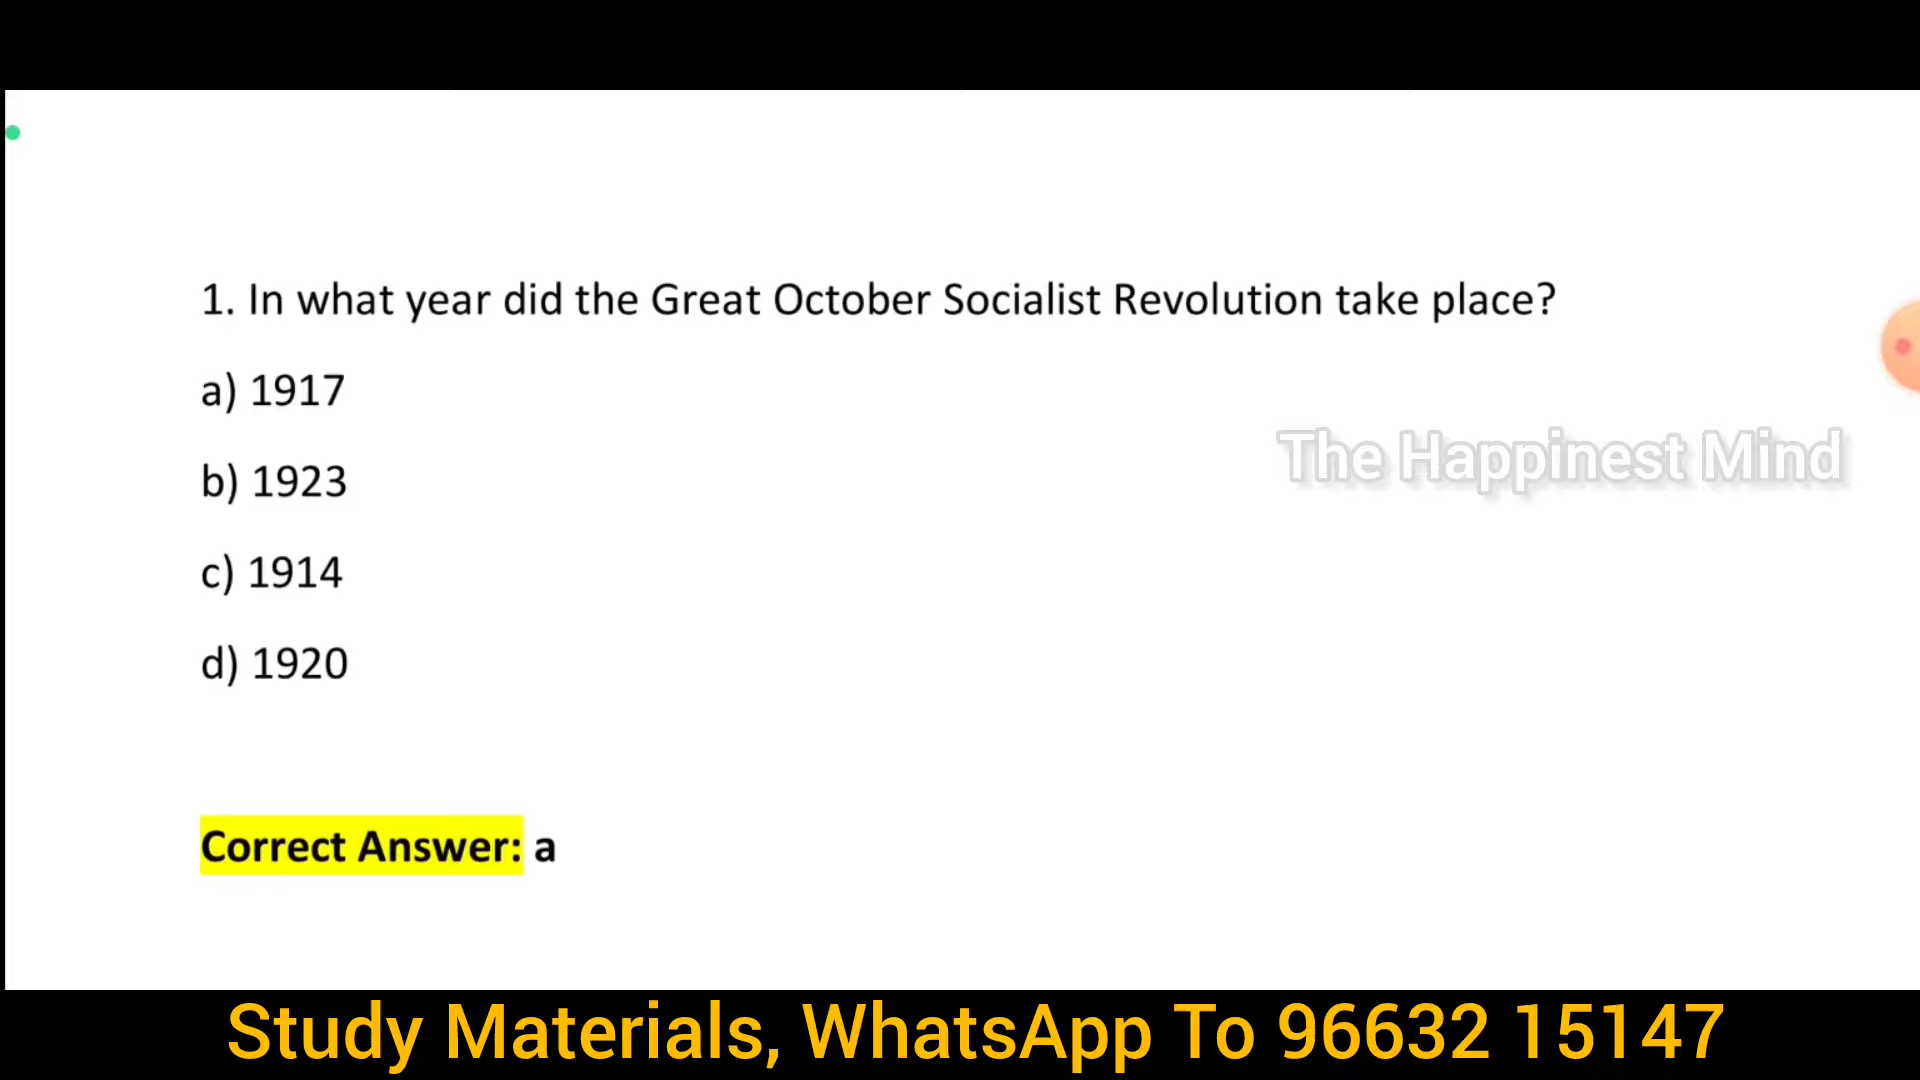 1. In what year did the Great October Socialist Revolution take place?
a) 1917
The Happinest Mind
b) 1923
c) 1914
d) 1920
Correct Answer: a
Study Materials, WhatsApp To 96632 15147